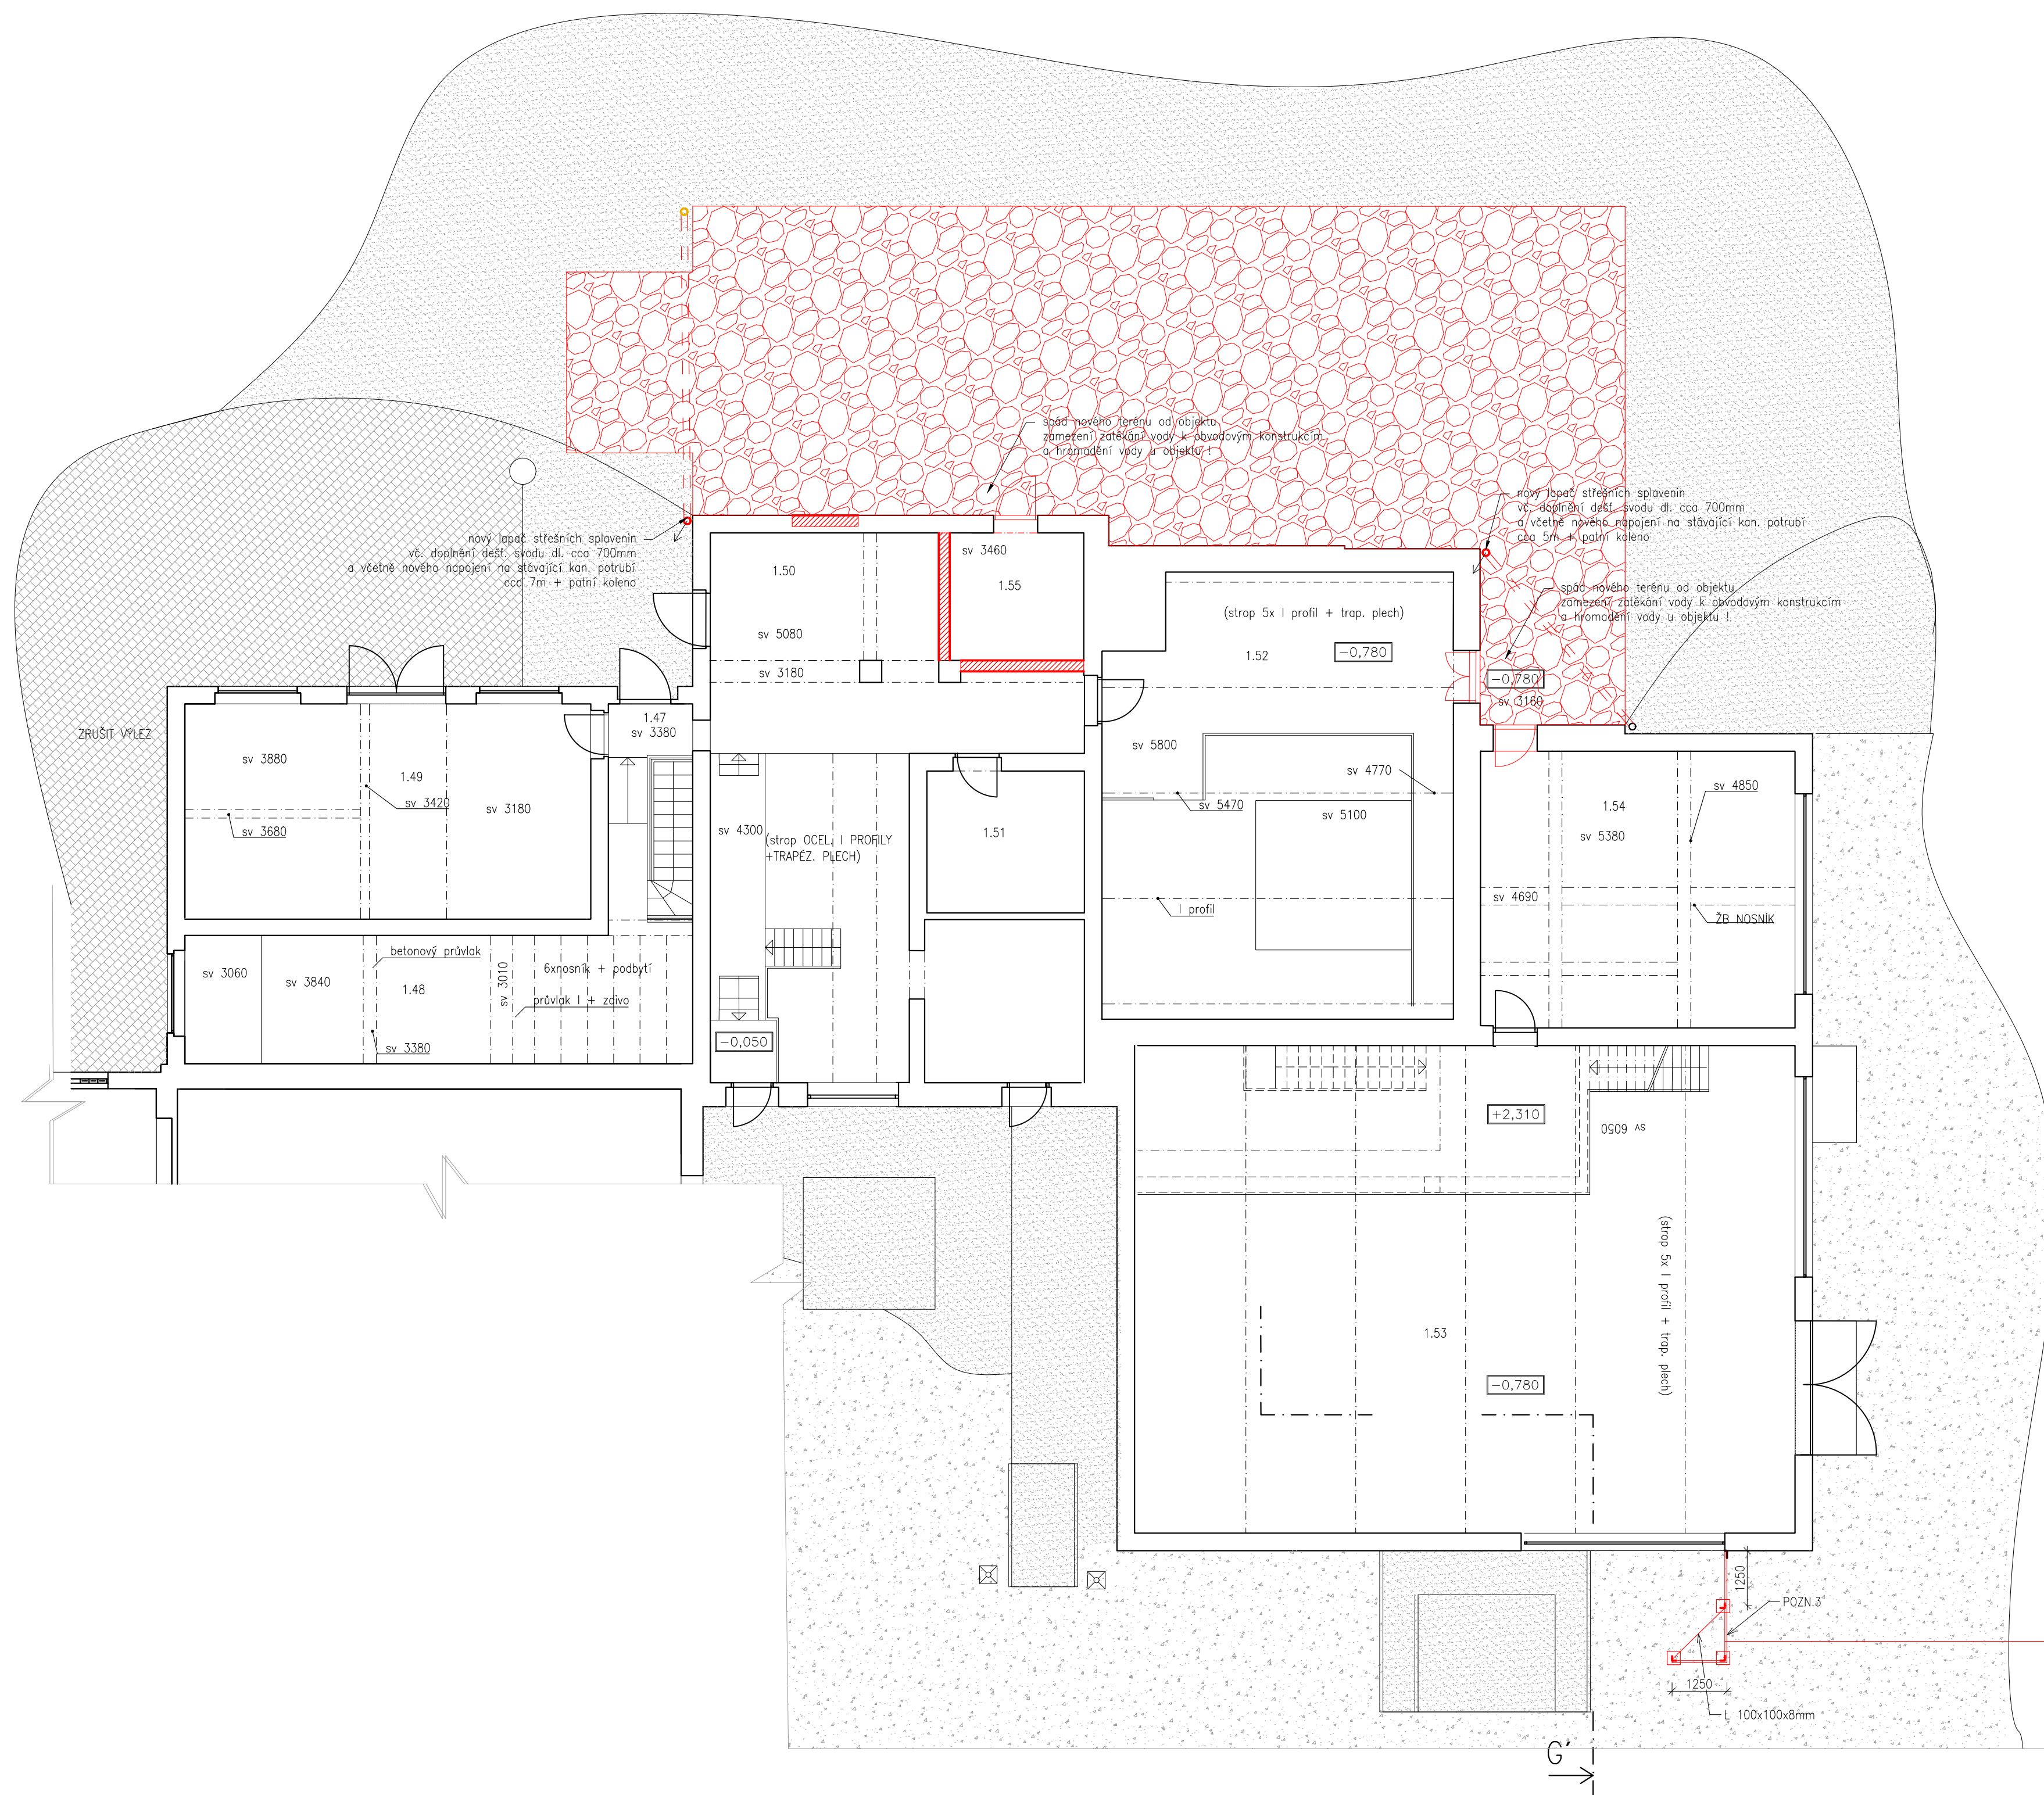 spád nového terénu od objektu
zamezení zatékání vody k obvodovým konstrukcím
a hromadění vody u objektu !
nový lapač střešních splavenin
vč. doplnění dešť. svodu dl. cca 700mm
a včetně nového napojení na stávající kan. potrubí
cca 5m + patní koleno
nový lapač střešních splavenin
vč. doplnění dešť. svodu dl. cca 700mm
a včetně nového napojení na stávající kan. potrubí
cca 7m + patní koleno
spád nového terénu od objektu
zamezení zatékání vody k obvodovým konstrukcím
a hromadění vody u objektu !
1.50
sv 3460
1.55
sv 5080
sv 3180
(strop 5x I profil + trap. plech)
1.52
-0,780
-0,780
sv 3160
ZRUŠIT VÝLEZ
1.47
sv 3380
sv 3880
1.49
sv 3420
sv 3180
sv 3680
sv 5800
sv 4770
sv 5470
sv 5100
sv 4850
1.54
sv 5380
sv 4300
(strop OCEL. I PROFILY
+TRAPÉZ. PLECH)
1.51
I profil
sv 4690
ŽB NOSNÍK
betonový průvlak
sv 3060
sv 3840
1.48
sv 3010
6xnosník + podbytí
průvlak I + zdivo
sv 3380
-0,050
+2,310
sv 6050
(strop 5x I profil + trap. plech)
1.53
-0,780
1250
POZN.3
1250
L 100x100x8mm
G'